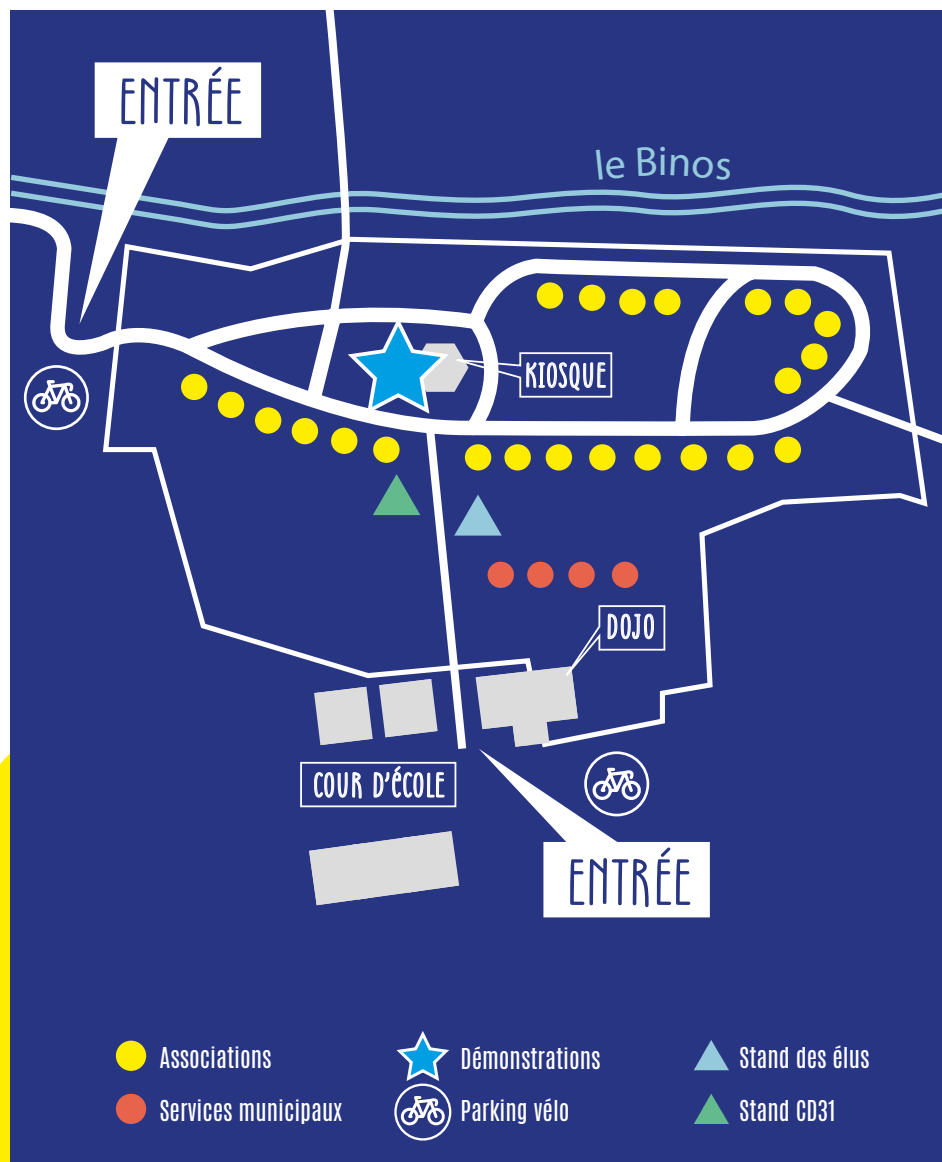 ENTRÉE
le Binos
KIOSQUE
DOJO
COUR D'ÉCOLE
ENTRÉE
Associations
Démonstrations
Stand des élus
Services municipaux
Parking vélo
Stand CD31